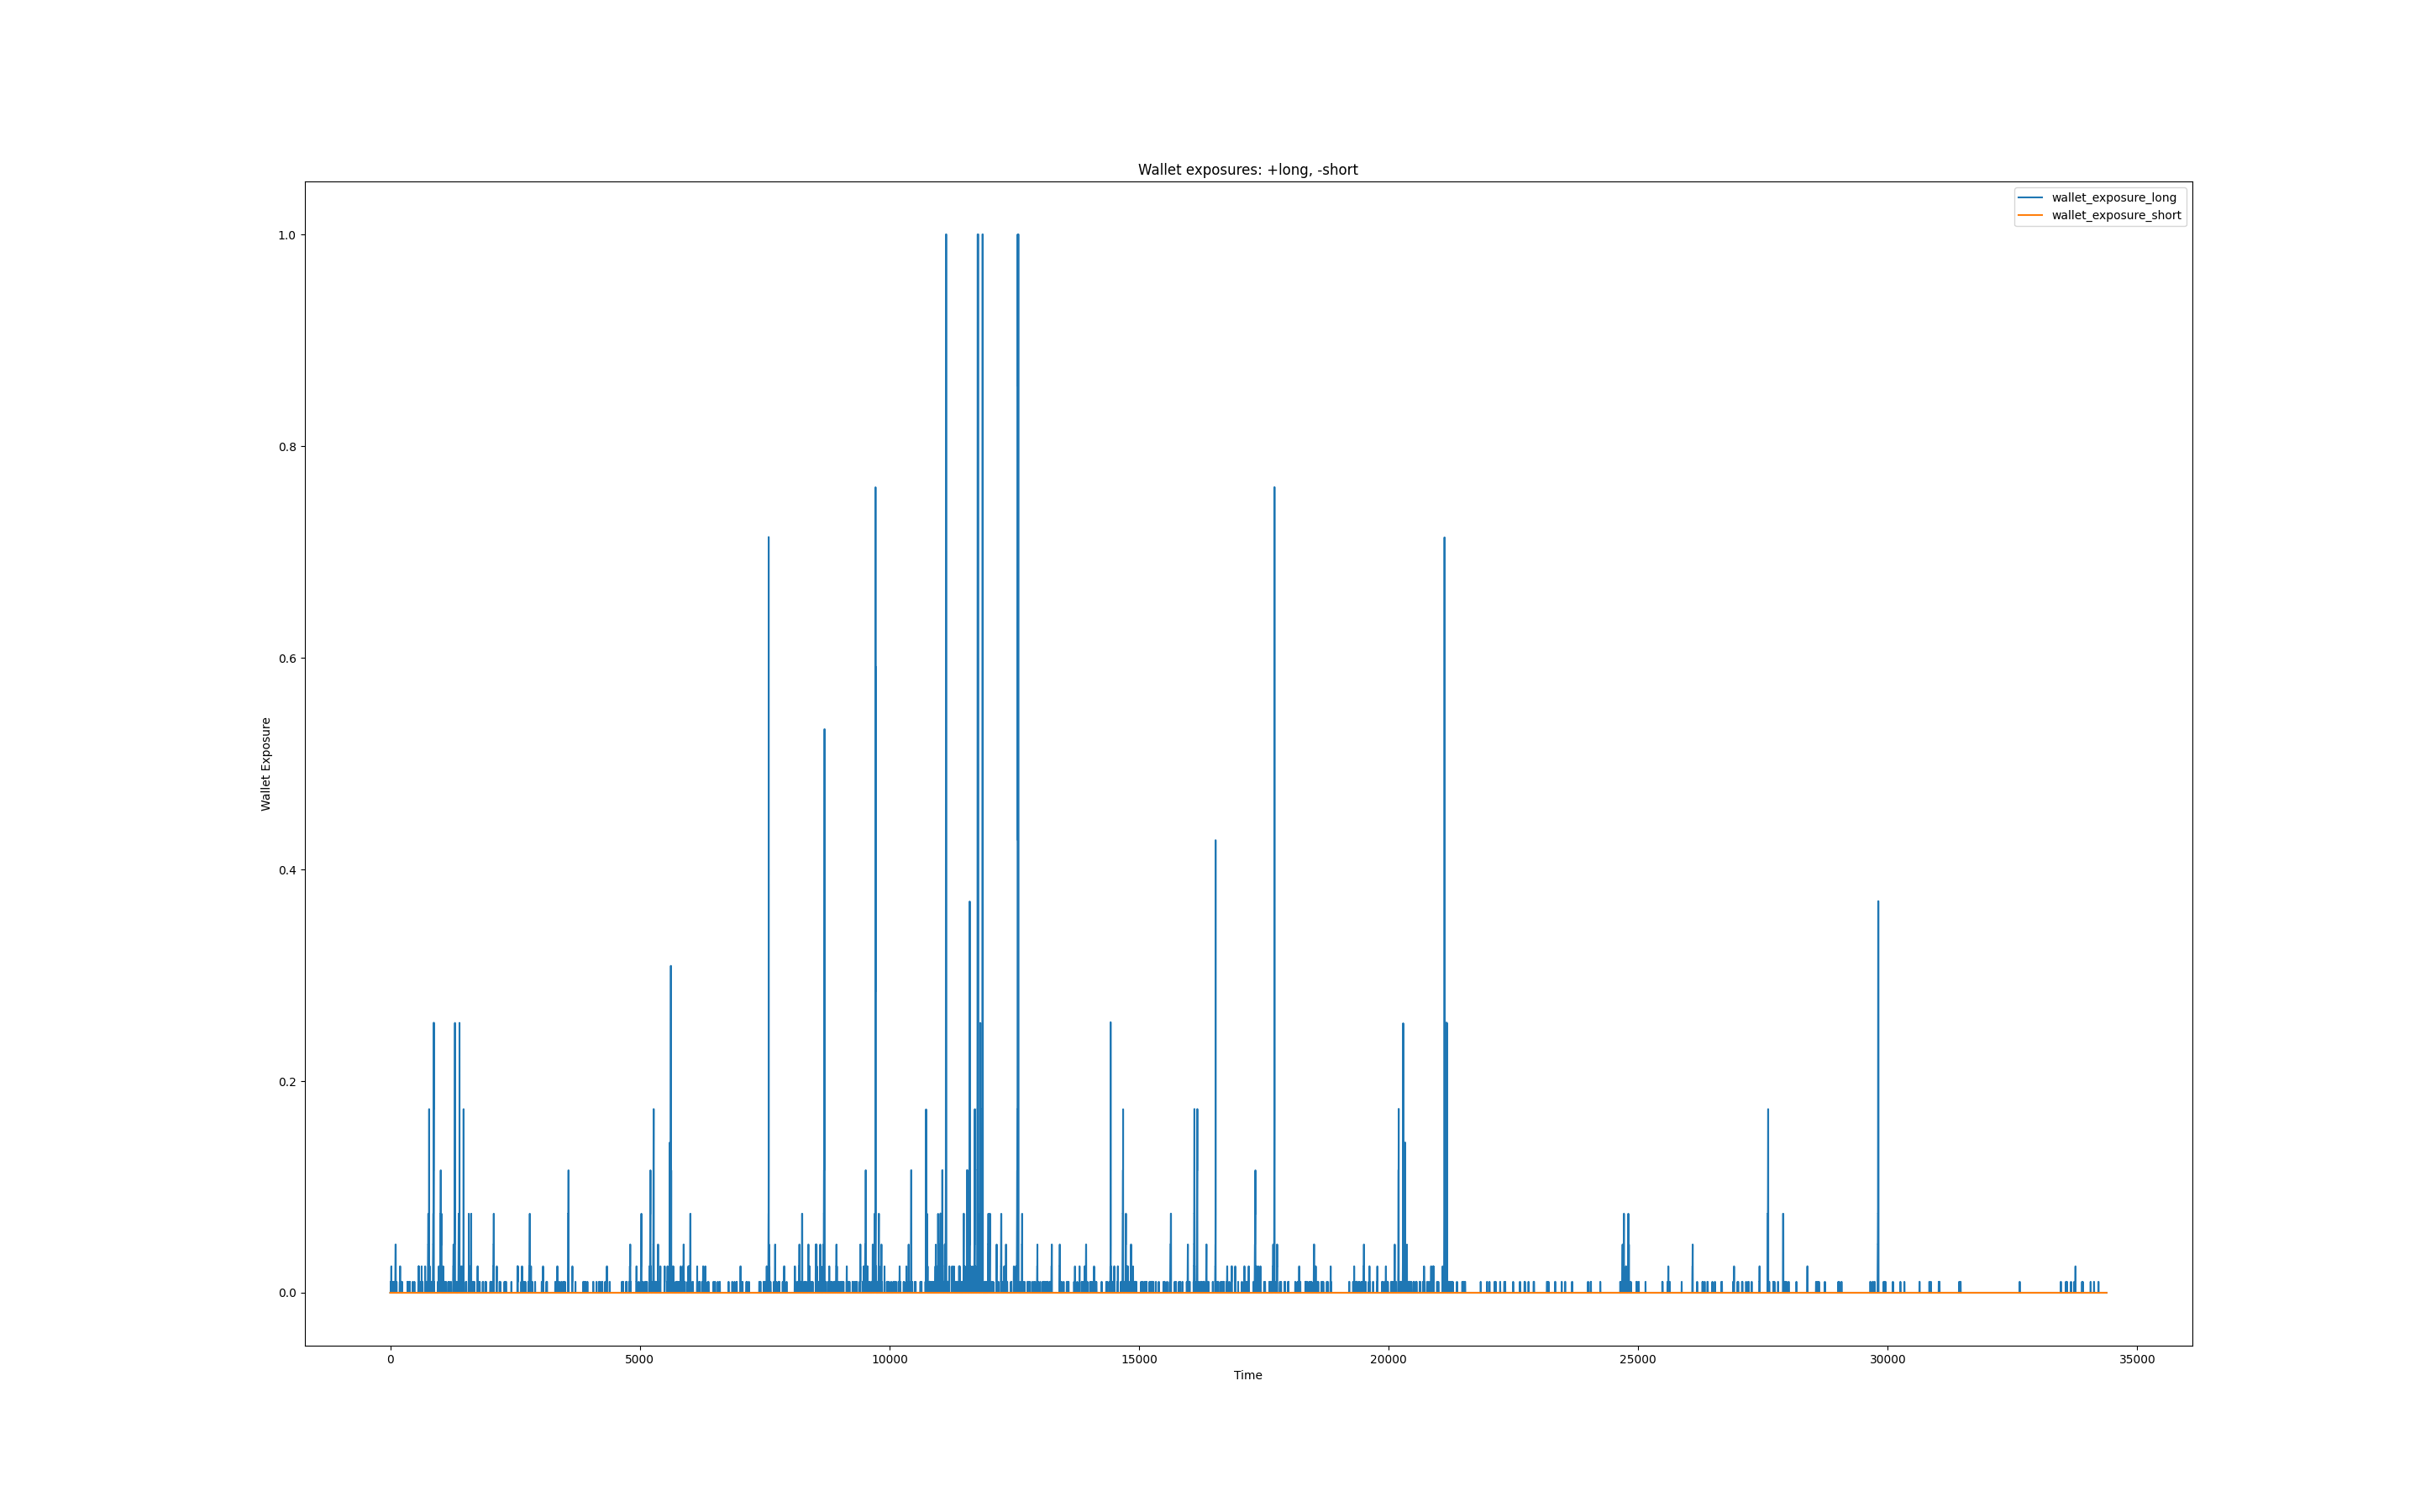 Wallet exposures: +long, -short
wallet_exposure_long
wallet_exposure_short
1.0
0.8
0.6
0.4
0.2
0.0
Wallet Exposure
0 5000 10000 15000 20000 25000 30000 35000
Time